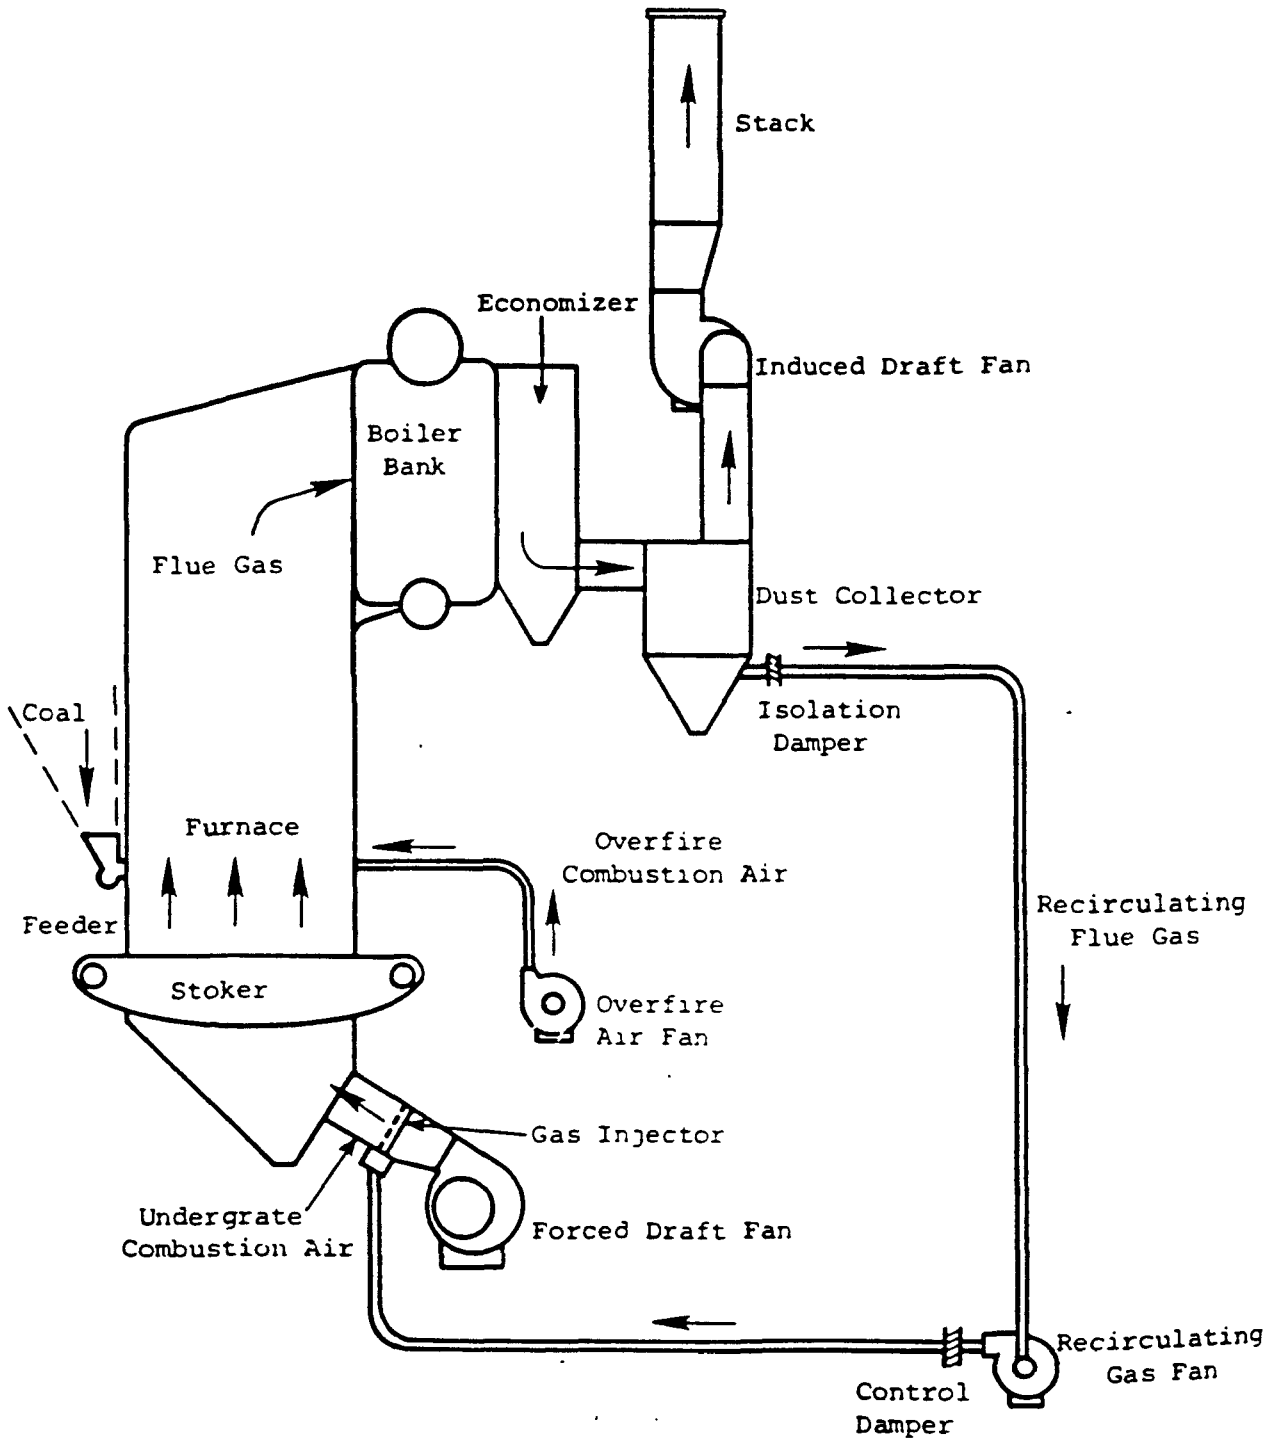 Stack
Economizer
Induced Draft Fan
Boiler
Bank
Flue Gas
Dust Collector
Isolation
Damper
Coal
Furnace
Overfire
Combustion Air
Feeder
Recirculating
Flue Gas
Stoker
Overfire
Air Fan
Gas Injector
Undergrate
Combustion Air
Forced Draft Fan
Recirculating
Gas Fan
Control
Damper